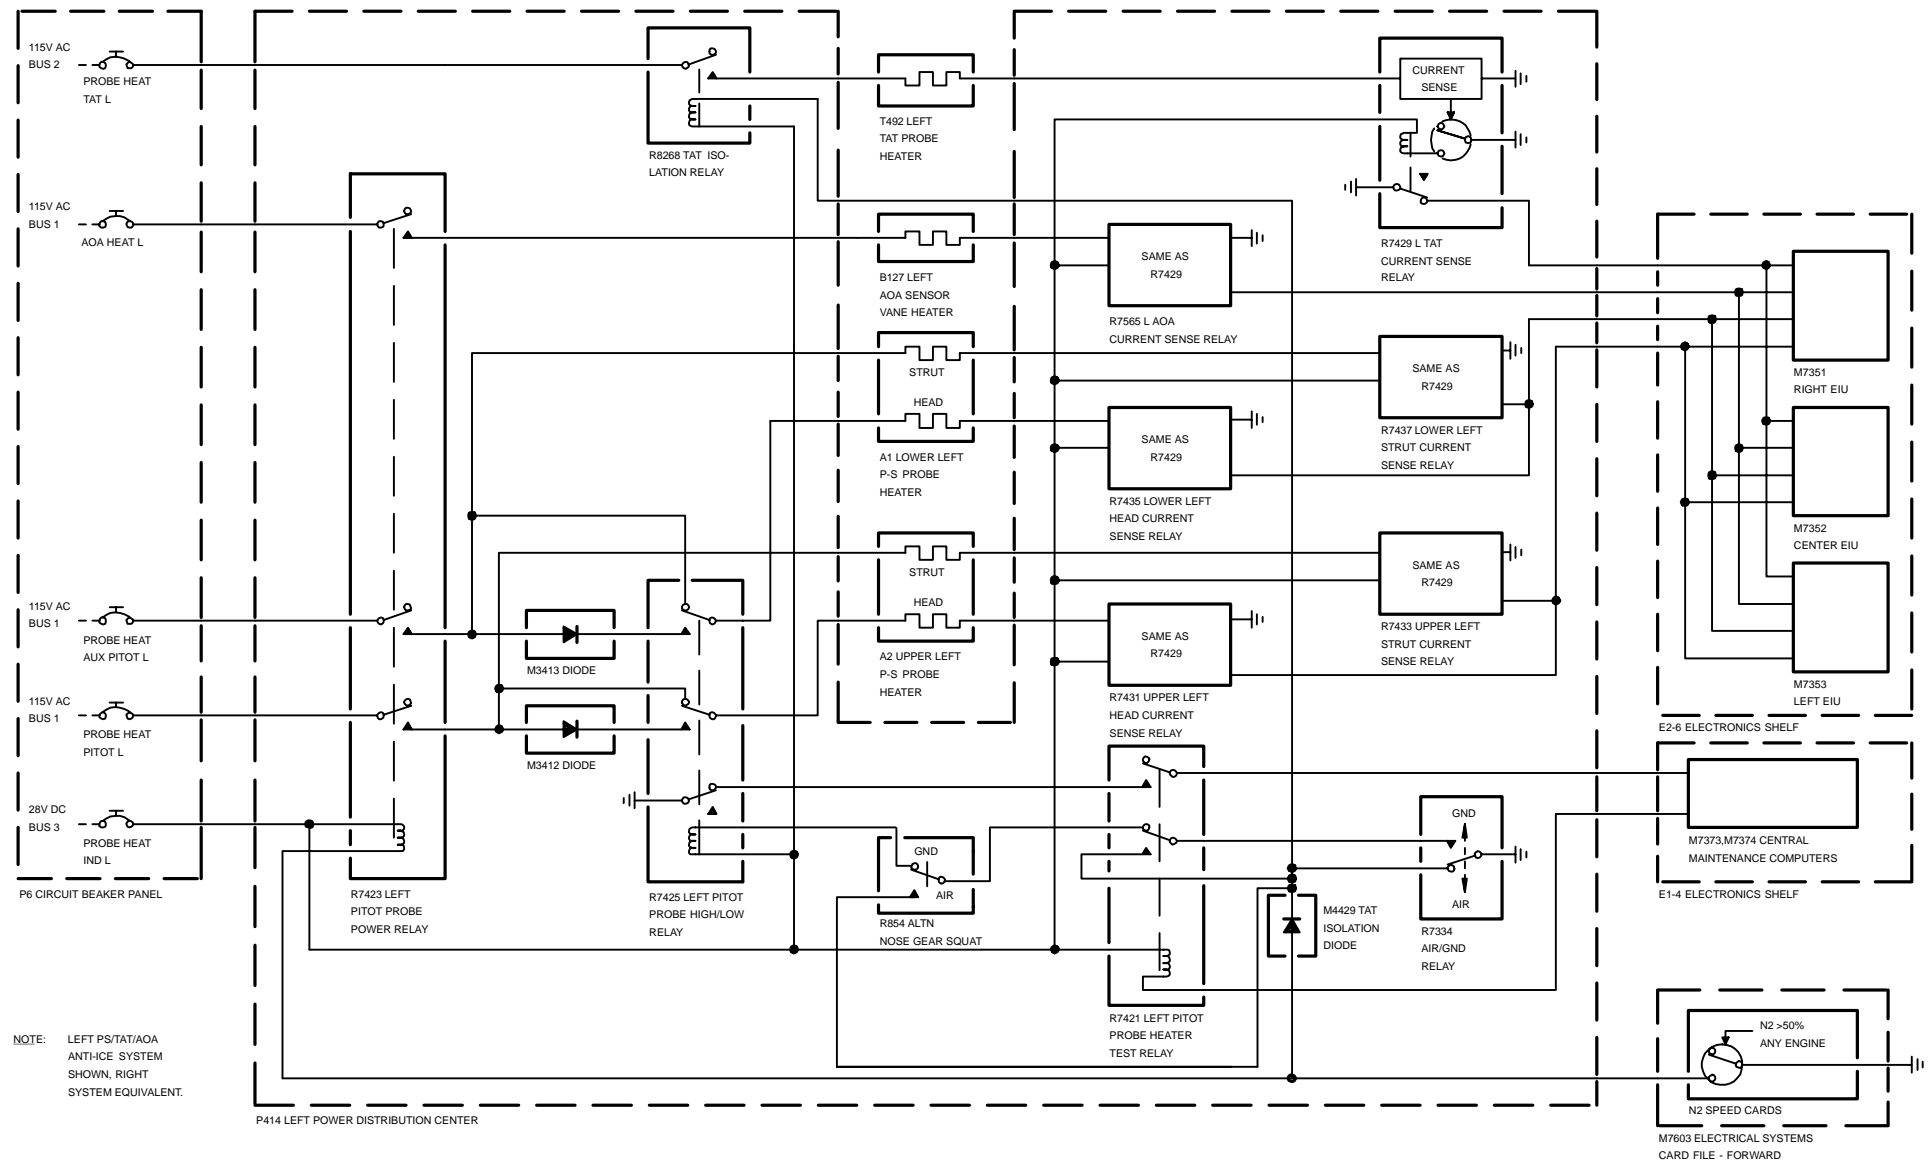 115V AC
BUS 2
PROBE HEAT
TAT L
115V AC
BUS 1
AOA HEAT L
115V AC
BUS 1
PROBE HEAT
AUX PITOT L
115V AC
BUS 1
PROBE HEAT
PITOT L
28V DC
BUS 3
PROBE HEAT
IND L
P6 CIRCUIT BEAKER PANEL
R7423 LEFT
PITOT PROBE
POWER RELAY
M3413 DIODE
M3412 DIODE
R8268 TAT ISO-
LATION RELAY
R7425 LEFT PITOT
PROBE HIGH/LOW
RELAY
T492 LEFT
TAT PROBE
HEATER
B127 LEFT
AOA SENSOR
VANE HEATER
STRUT
HEAD
A1 LOWER LEFT
P-S PROBE
HEATER
STRUT
HEAD
A2 UPPER LEFT
P-S PROBE
HEATER
GND
AIR
R854 ALTN
NOSE GEAR SQUAT
CURRENT
SENSE
R7429 L TAT
CURRENT SENSE
RELAY
SAME AS
R7429
R7565 L AOA
CURRENT SENSE RELAY
SAME AS
R7429
R7437 LOWER LEFT
STRUT CURRENT
SENSE RELAY
SAME AS
R7429
R7435 LOWER LEFT
HEAD CURRENT
SENSE RELAY
SAME AS
R7429
R7433 UPPER LEFT
STRUT CURRENT
SENSE RELAY
SAME AS
R7429
R7431 UPPER LEFT
HEAD CURRENT
SENSE RELAY
R7421 LEFT PITOT
PROBE HEATER
TEST RELAY
M4429 TAT
ISOLATION
DIODE
GND
AIR
R7334
AIR/GND
RELAY
M7351
RIGHT EIU
M7352
CENTER EIU
M7353
LEFT EIU
E2-6 ELECTRONICS SHELF
M7373,M7374 CENTRAL
MAINTENANCE COMPUTERS
E1-4 ELECTRONICS SHELF
N2 >50%
ANY ENGINE
N2 SPEED CARDS
M7603 ELECTRICAL SYSTEMS
CARD FILE - FORWARD
NOTE: LEFT PS/TAT/AOA
ANTI-ICE SYSTEM
SHOWN, RIGHT
SYSTEM EQUIVALENT.
P414 LEFT POWER DISTRIBUTION CENTER